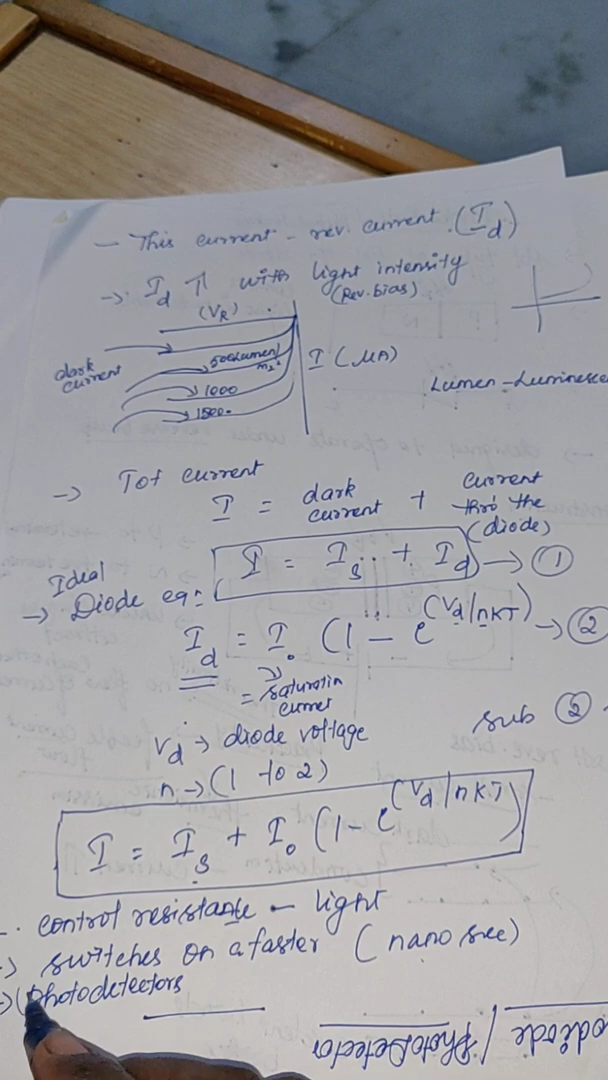 - This current - rev. current. (Id)
→ Id ↑ with light intensity
(VR) (Rev. bias)
dark current
500 lumen/m2
1000
1500
I (μA)
Lumen - Luminesce
→ Tot current
I = dark current + current thro' the (diode)
I = Is + Id → ①
Ideal
→ Diode eq:
Id = I₀ (1 - e^(Vd/nKT)) → ②
= saturatin current
Vd → diode voltage
n → (1 to 2)
sub ②
I = Is + I₀ (1 - e^(Vd/nKT))
control resistance - light
→ switches on a faster (nano sec)
→ (Photodetectors
odiode / PhotoDetector